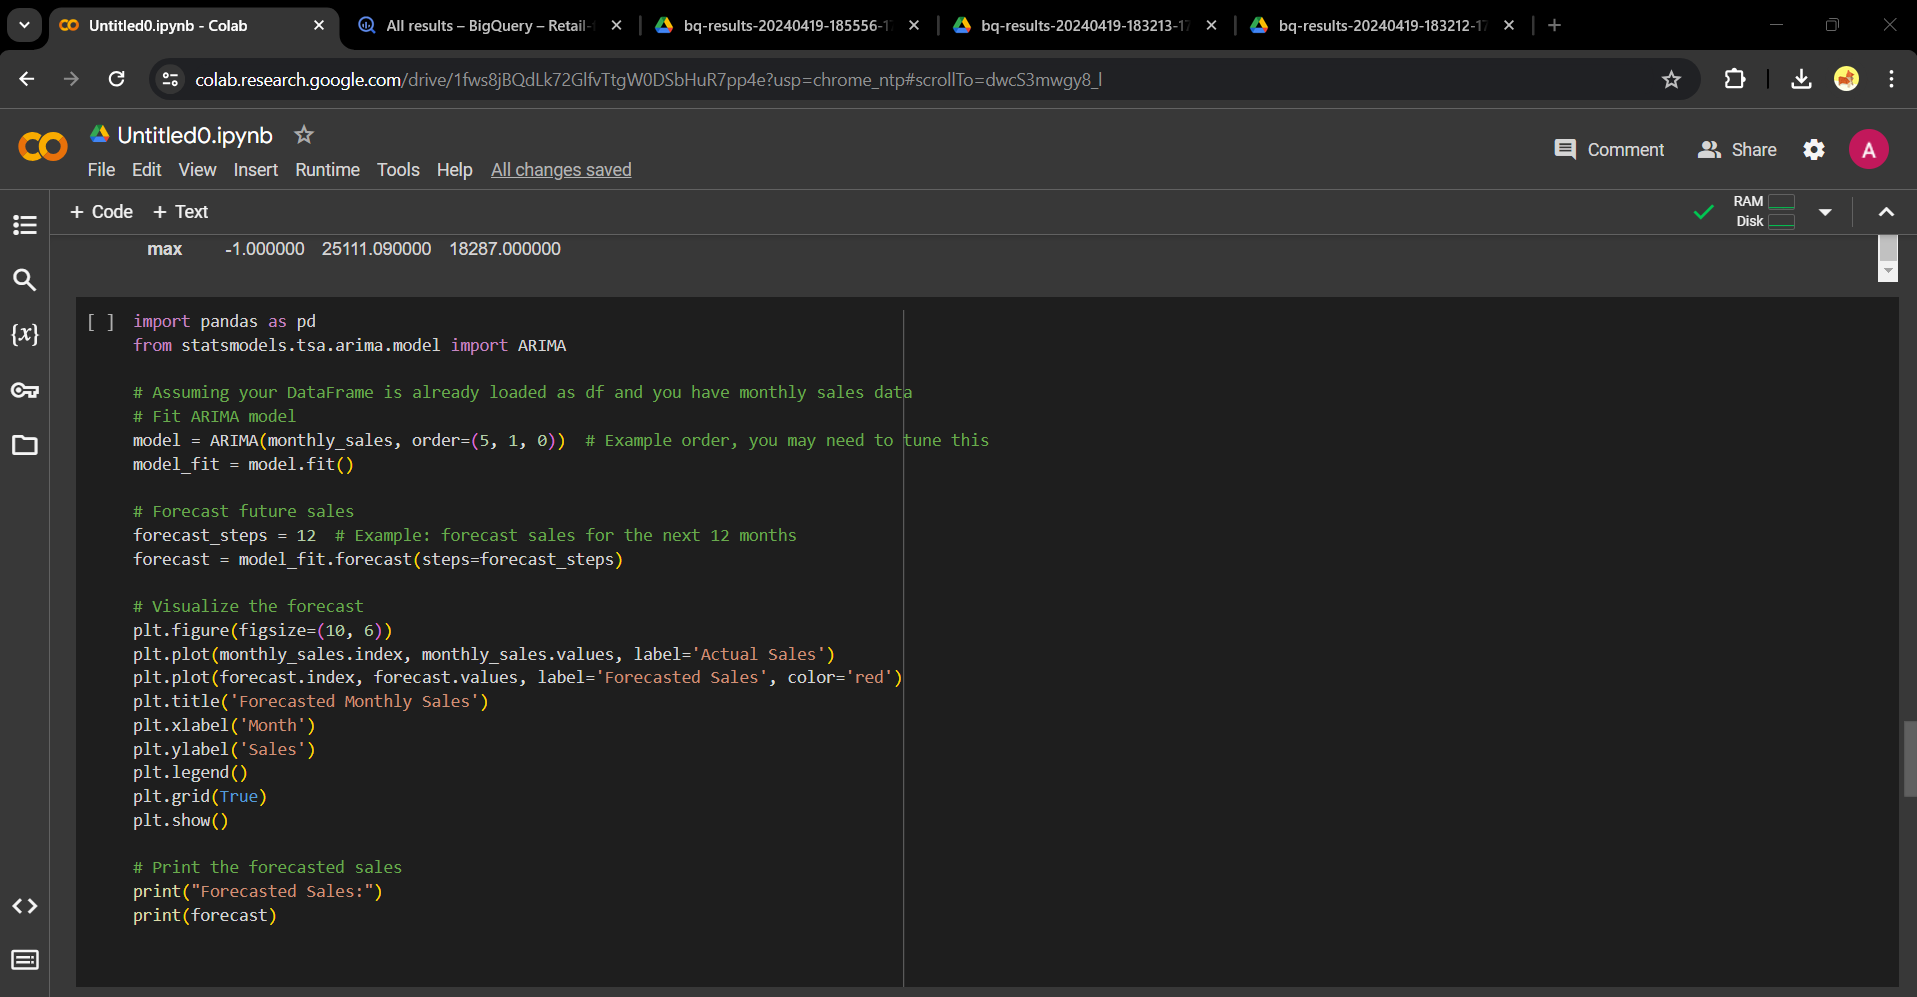 Untitled0.ipynb - Colab
All results – BigQuery – Retail-
bq-results-20240419-185556-1
bq-results-20240419-183213-17
bq-results-20240419-183212-17
colab.research.google.com/drive/1fws8jBQdLk72GlfvTtgW0DSbHuR7pp4e?usp=chrome_ntp#scrollTo=dwcS3mwgy8_l
Untitled0.ipynb
File Edit View Insert Runtime Tools Help All changes saved
Comment Share A
+ Code + Text
RAM
Disk
max -1.000000 25111.090000 18287.000000
[ ] import pandas as pd
from statsmodels.tsa.arima.model import ARIMA
# Assuming your DataFrame is already loaded as df and you have monthly sales data
# Fit ARIMA model
model = ARIMA(monthly_sales, order=(5, 1, 0))  # Example order, you may need to tune this
model_fit = model.fit()
# Forecast future sales
forecast_steps = 12  # Example: forecast sales for the next 12 months
forecast = model_fit.forecast(steps=forecast_steps)
# Visualize the forecast
plt.figure(figsize=(10, 6))
plt.plot(monthly_sales.index, monthly_sales.values, label='Actual Sales')
plt.plot(forecast.index, forecast.values, label='Forecasted Sales', color='red')
plt.title('Forecasted Monthly Sales')
plt.xlabel('Month')
plt.ylabel('Sales')
plt.legend()
plt.grid(True)
plt.show()
# Print the forecasted sales
print("Forecasted Sales:")
print(forecast)